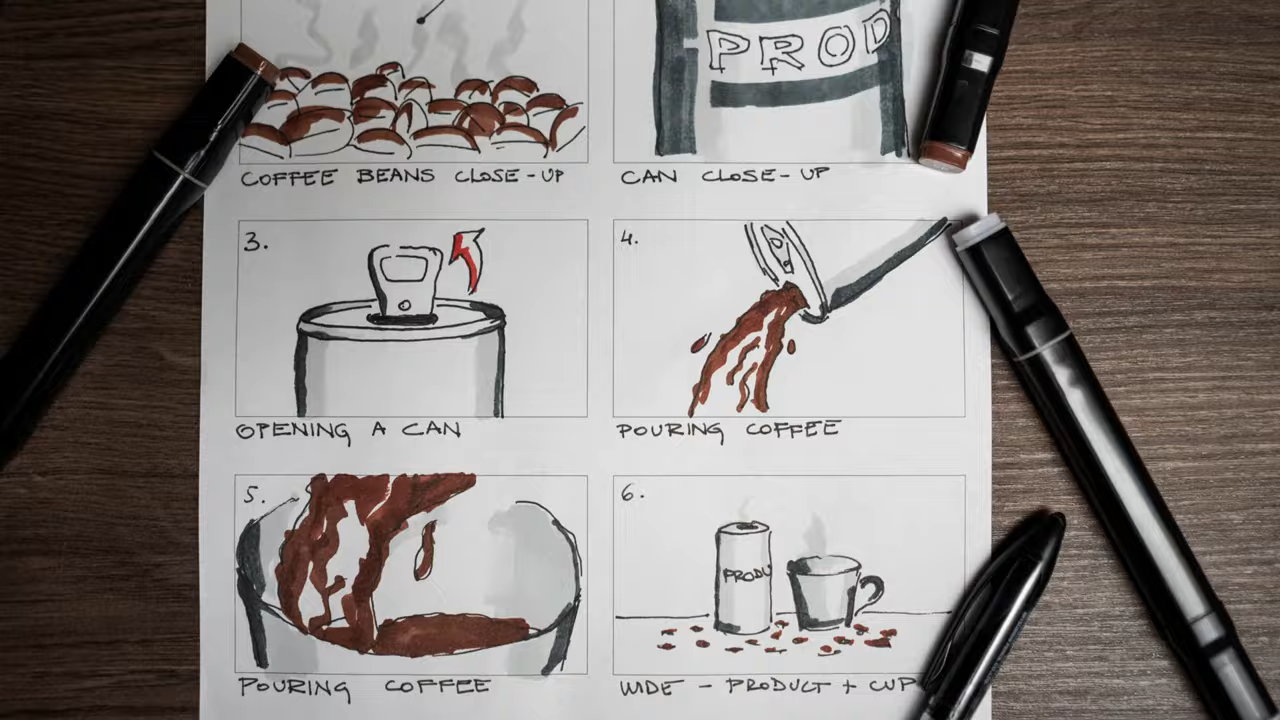 PROD
COFFEE BEANS CLOSE-UP
CAN CLOSE-UP
3.
4.
OPENING A CAN
POURING COFFEE
5.
6.
PRODU
POURING COFFEE
WIDE - PRODUCT + CUP